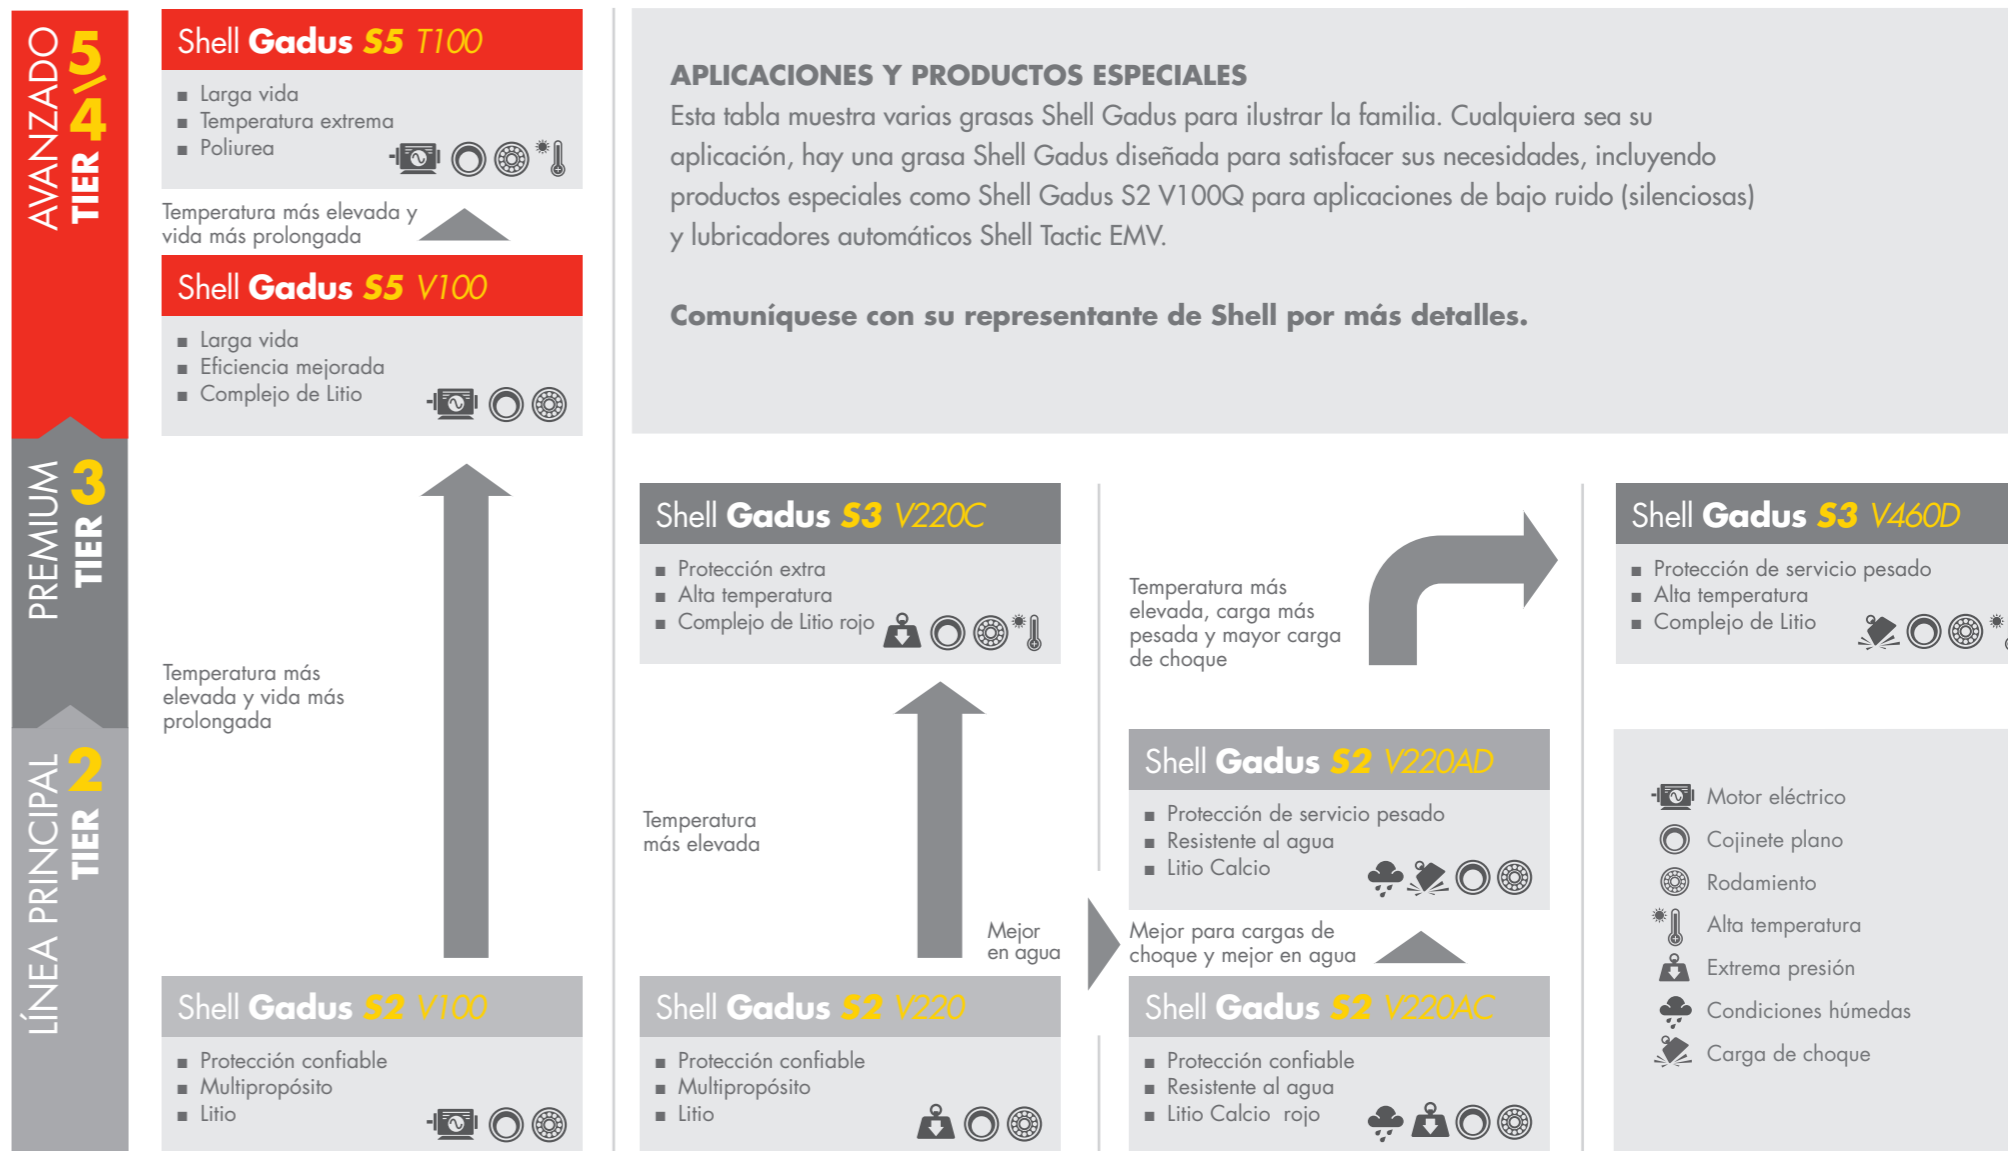 AVANZADO
TIER 4\5
PREMIUM
TIER 3
LÍNEA PRINCIPAL
TIER 2
Shell Gadus S5 T100
Larga vida
Temperatura extrema
Poliurea
Temperatura más elevada y
vida más prolongada
Shell Gadus S5 V100
Larga vida
Eficiencia mejorada
Complejo de Litio
Temperatura más
elevada y vida más
prolongada
Shell Gadus S2 V100
Protección confiable
Multipropósito
Litio
APLICACIONES Y PRODUCTOS ESPECIALES
Esta tabla muestra varias grasas Shell Gadus para ilustrar la familia. Cualquiera sea su
aplicación, hay una grasa Shell Gadus diseñada para satisfacer sus necesidades, incluyendo
productos especiales como Shell Gadus S2 V100Q para aplicaciones de bajo ruido (silenciosas)
y lubricadores automáticos Shell Tactic EMV.
Comuníquese con su representante de Shell por más detalles.
Shell Gadus S3 V220C
Protección extra
Alta temperatura
Complejo de Litio rojo
Temperatura
más elevada
Mejor
en agua
Shell Gadus S2 V220
Protección confiable
Multipropósito
Litio
Temperatura más
elevada, carga más
pesada y mayor carga
de choque
Shell Gadus S2 V220AD
Protección de servicio pesado
Resistente al agua
Litio Calcio
Mejor para cargas de
choque y mejor en agua
Shell Gadus S2 V220AC
Protección confiable
Resistente al agua
Litio Calcio rojo
Shell Gadus S3 V460D
Protección de servicio pesado
Alta temperatura
Complejo de Litio
Motor eléctrico
Cojinete plano
Rodamiento
Alta temperatura
Extrema presión
Condiciones húmedas
Carga de choque